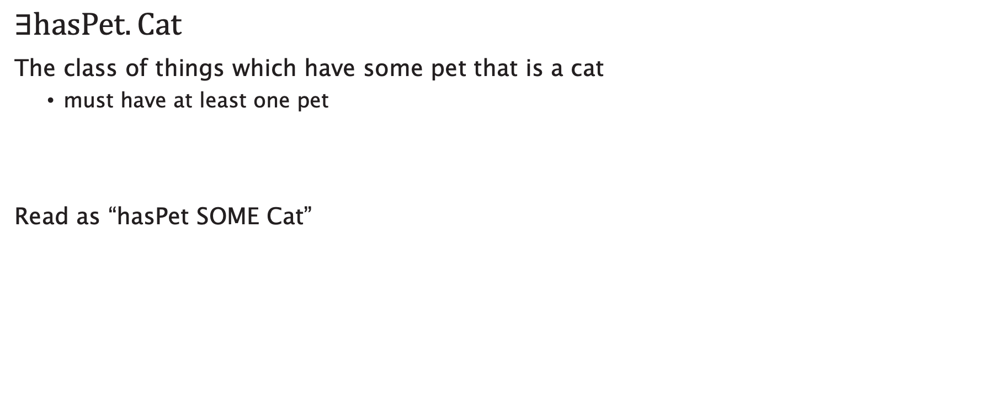 ∃hasPet. Cat
The class of things which have some pet that is a cat
• must have at least one pet
Read as “hasPet SOME Cat”